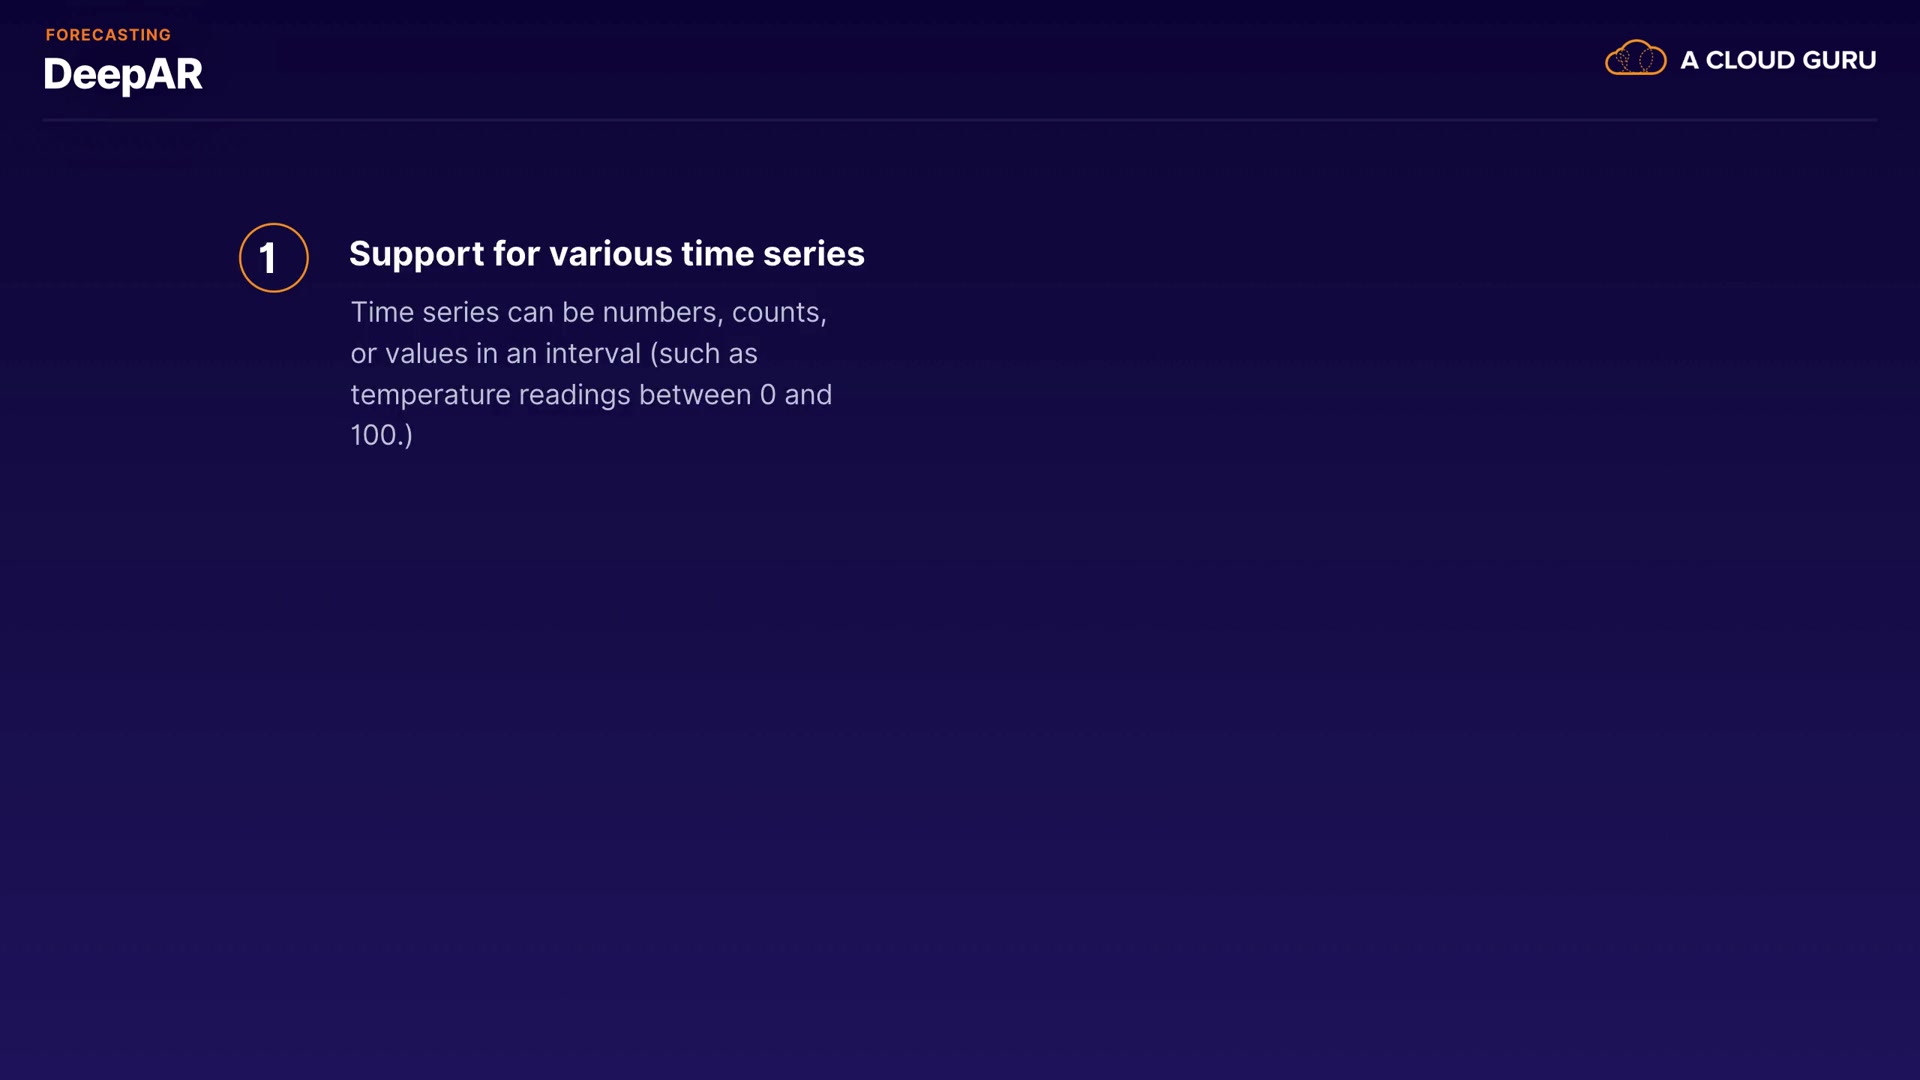 FORECASTING
DeepAR
A CLOUD GURU
1
Support for various time series
Time series can be numbers, counts,
or values in an interval (such as
temperature readings between 0 and
100.)